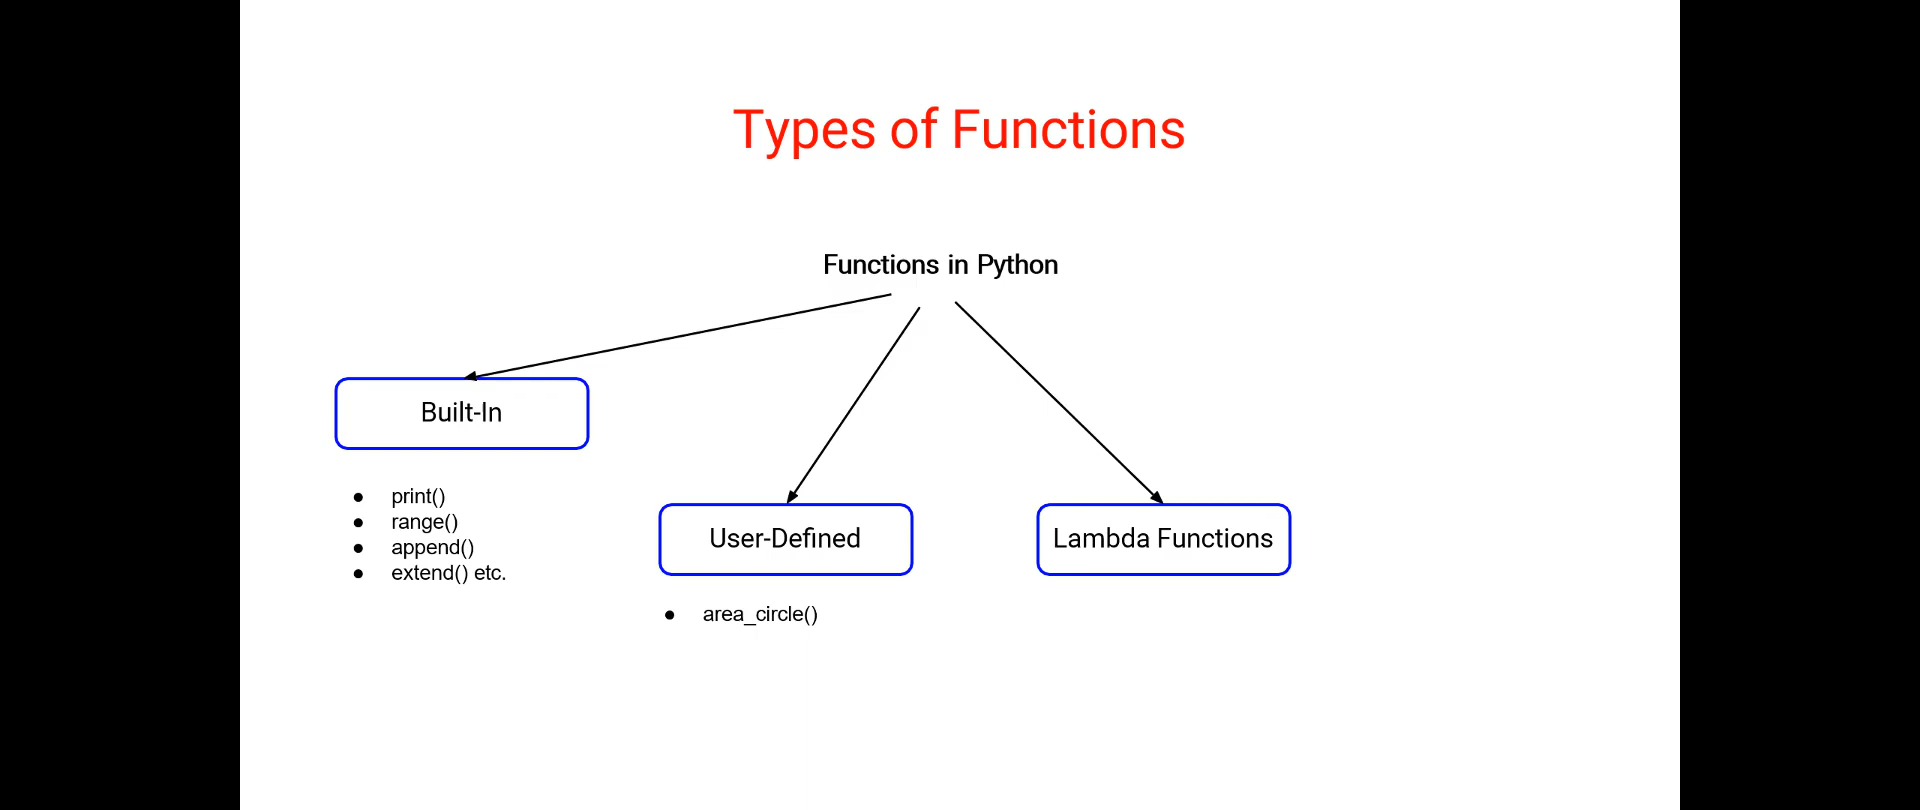 Types of Functions
Functions in Python
Built-In
● print()
● range()
● append()
● extend() etc.
User-Defined
● area_circle()
Lambda Functions